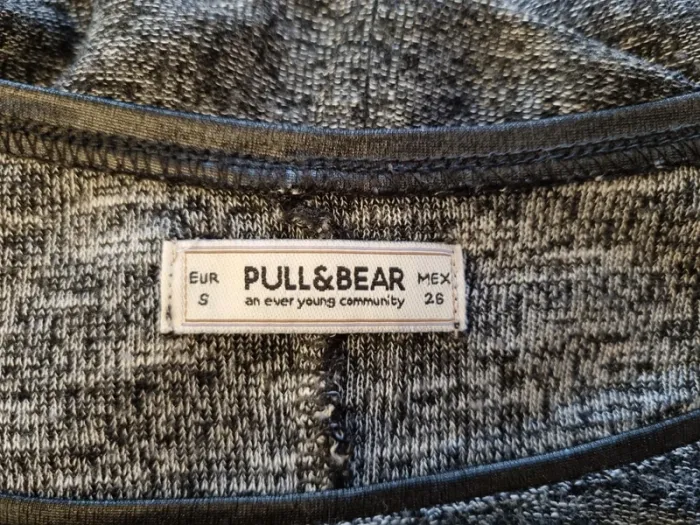 EUR PULL&BEAR MEX
S an ever young community 26